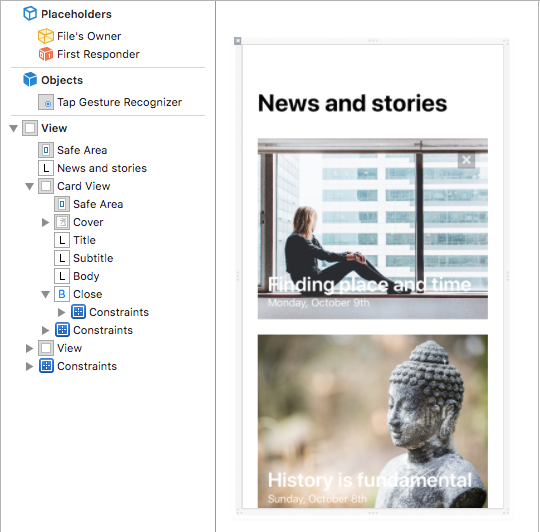 Placeholders
File's Owner
First Responder
Objects
Tap Gesture Recognizer
View
Safe Area
L News and stories
Card View
Safe Area
Cover
L Title
L Subtitle
L Body
B Close
Constraints
Constraints
View
Constraints
News and stories
Finding place and time
Monday, October 9th
History is fundamental
Sunday, October 8th